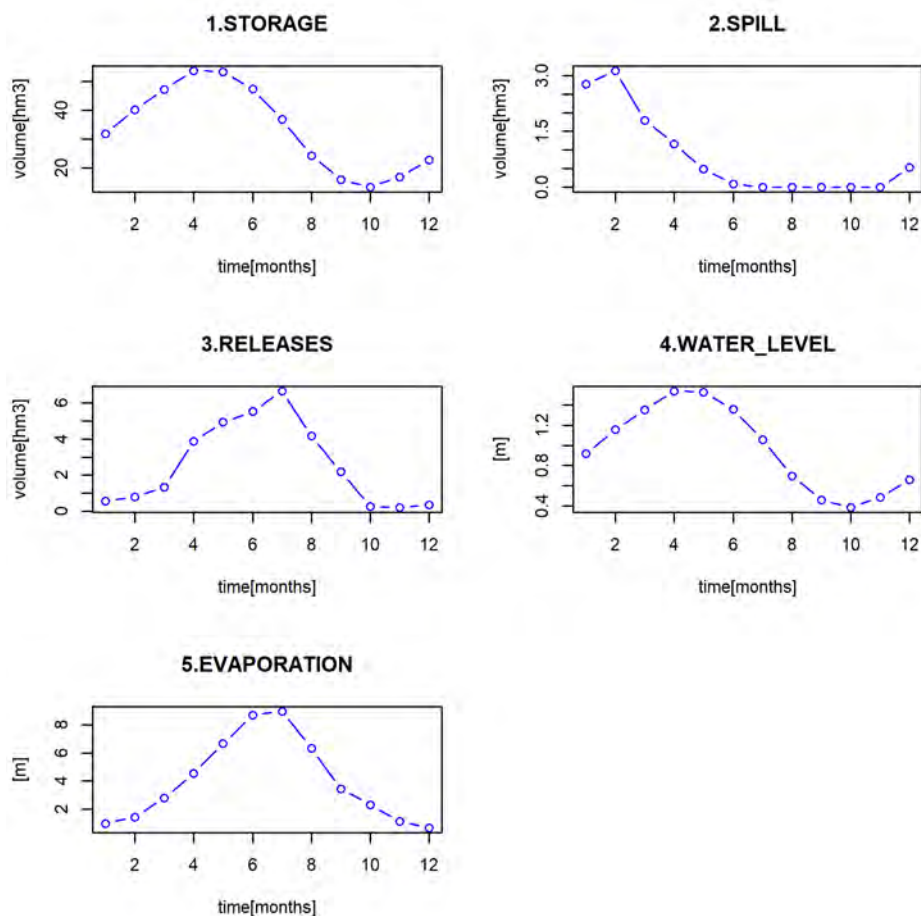 1.STORAGE
volume[hm3]
20 40
2 4 6 8 10 12
time[months]
2.SPILL
volume[hm3]
0.0 1.5 3.0
2 4 6 8 10 12
time[months]
3.RELEASES
volume[hm3]
0 2 4 6
2 4 6 8 10 12
time[months]
4.WATER_LEVEL
[m]
0.4 0.8 1.2
2 4 6 8 10 12
time[months]
5.EVAPORATION
[m]
2 4 6 8
2 4 6 8 10 12
time[months]